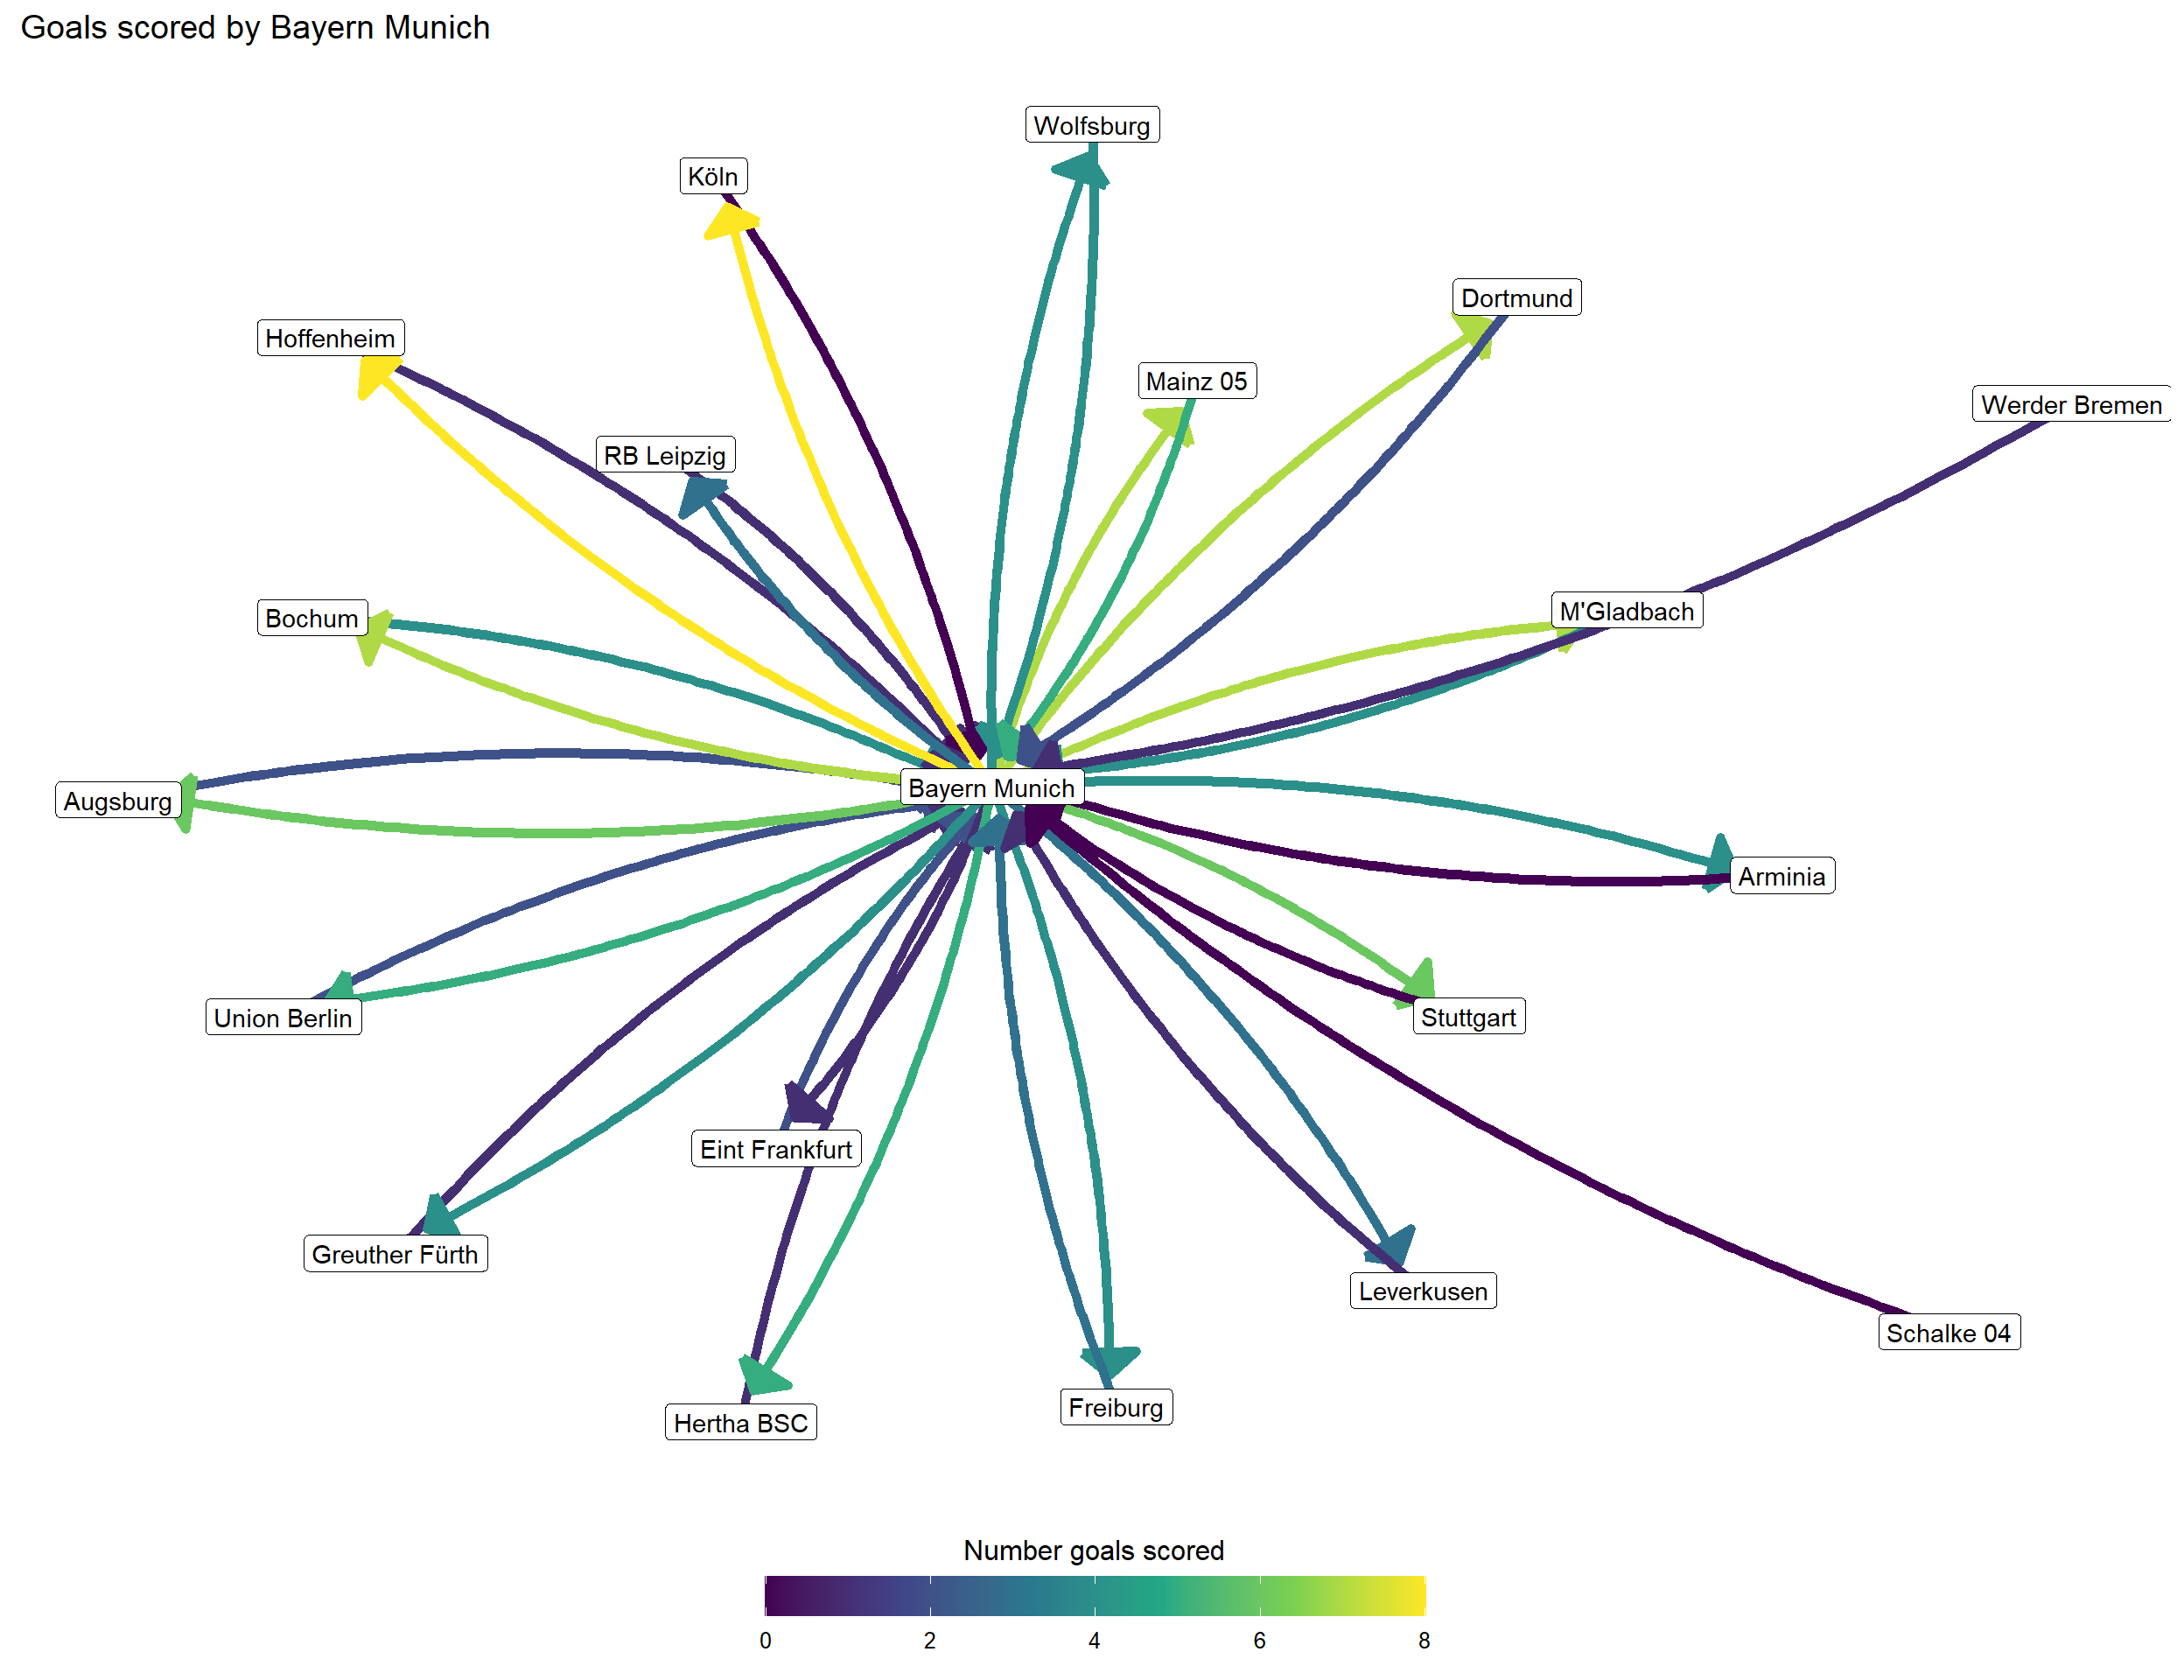 Goals scored by Bayern Munich
Wolfsburg
Köln
Dortmund
Hoffenheim
Mainz 05
Werder Bremen
RB Leipzig
M'Gladbach
Bochum
Bayern Munich
Augsburg
Arminia
Union Berlin
Stuttgart
Eint Frankfurt
Greuther Fürth
Leverkusen
Schalke 04
Freiburg
Hertha BSC
Number goals scored
0 2 4 6 8